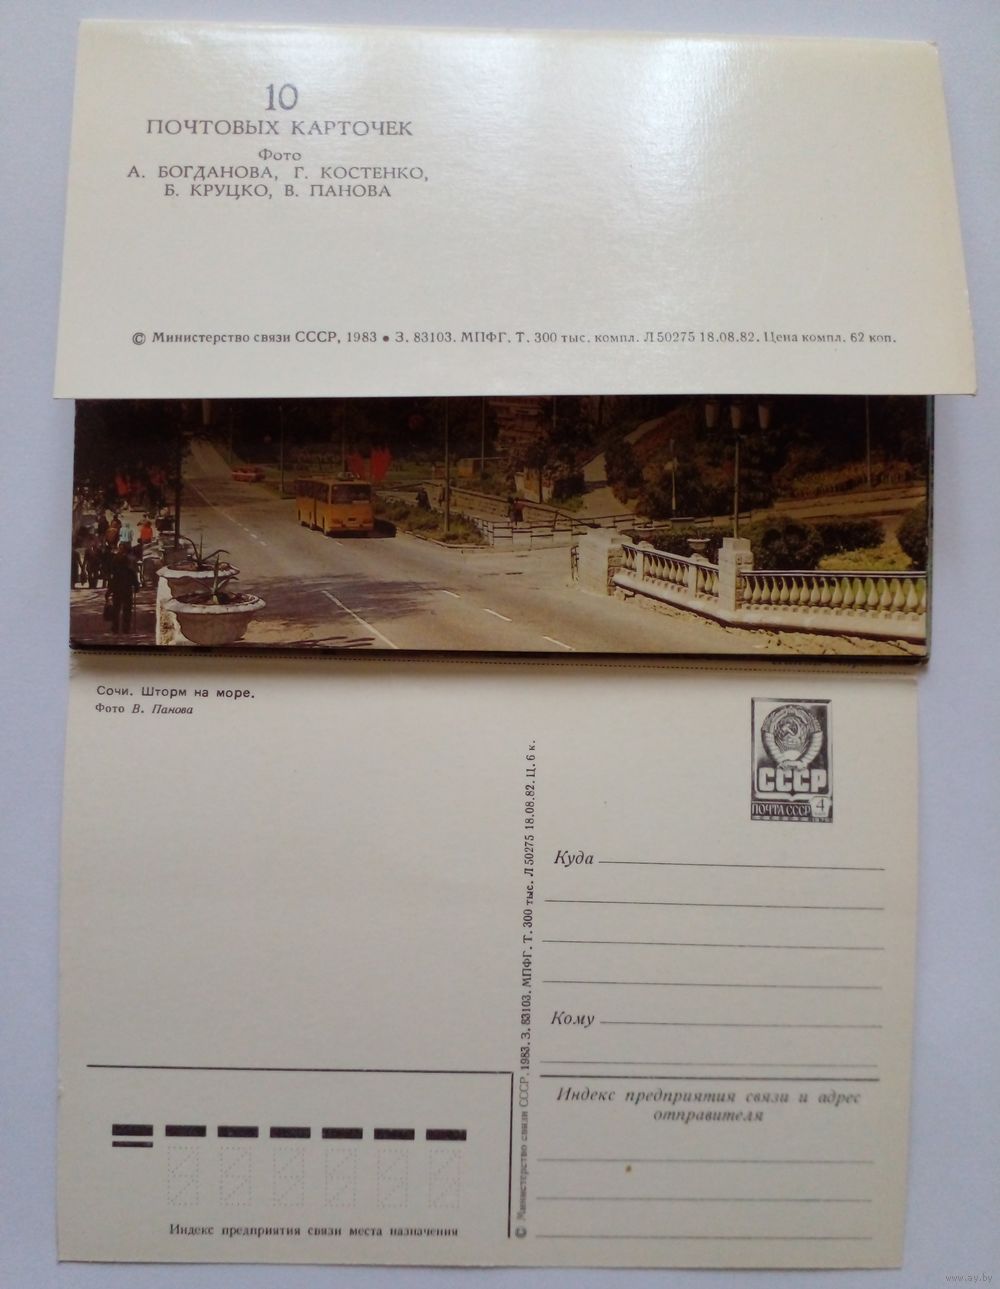 10
ПОЧТОВЫХ КАРТОЧЕК
Фото
А. БОГДАНОВА, Г. КОСТЕНКО,
Б. КРУЦКО, В. ПАНОВА
© Министерство связи СССР, 1983 • З. 83103. МПФГ. Т. 300 тыс. компл. Л 50275 18.08.82. Цена компл. 62 коп.
Сочи. Шторм на море.
Фото В. Панова
СССР
ПОЧТА СССР 4
© Министерство связи СССР, 1983. З. 83103. МПФГ. Т. 300 тыс. Л 50275 18.08.82. Ц. 6 к.
Куда
Кому
Индекс предприятия связи и адрес
отправителя
Индекс предприятия связи места назначения
www.ay.by